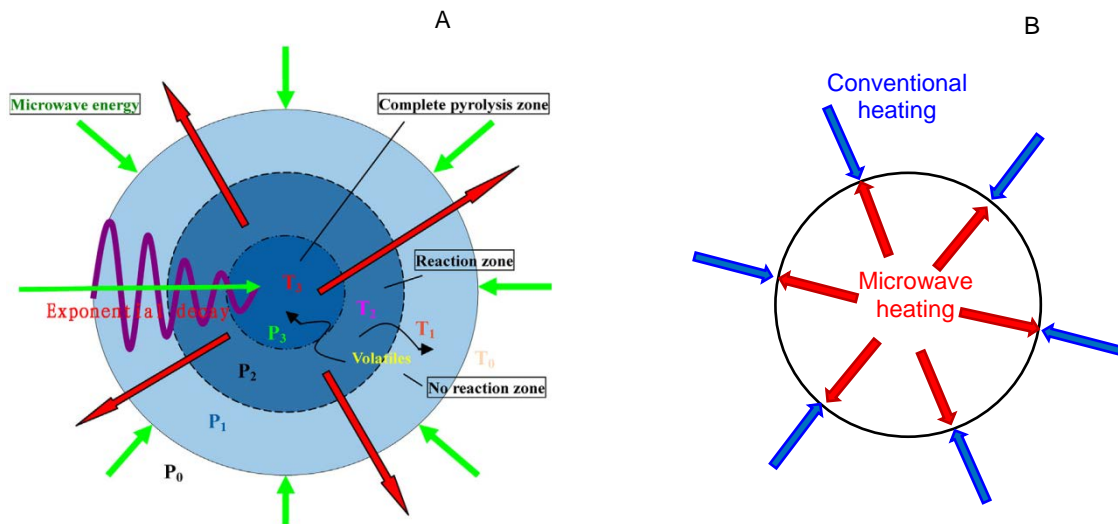 A
Microwave energy
Complete pyrolysis zone
Reaction zone
Exponential decay
T₃
T₂
T₁
T₀
P₃
P₂
P₁
P₀
Volatiles
No reaction zone
B
Conventional
heating
Microwave
heating